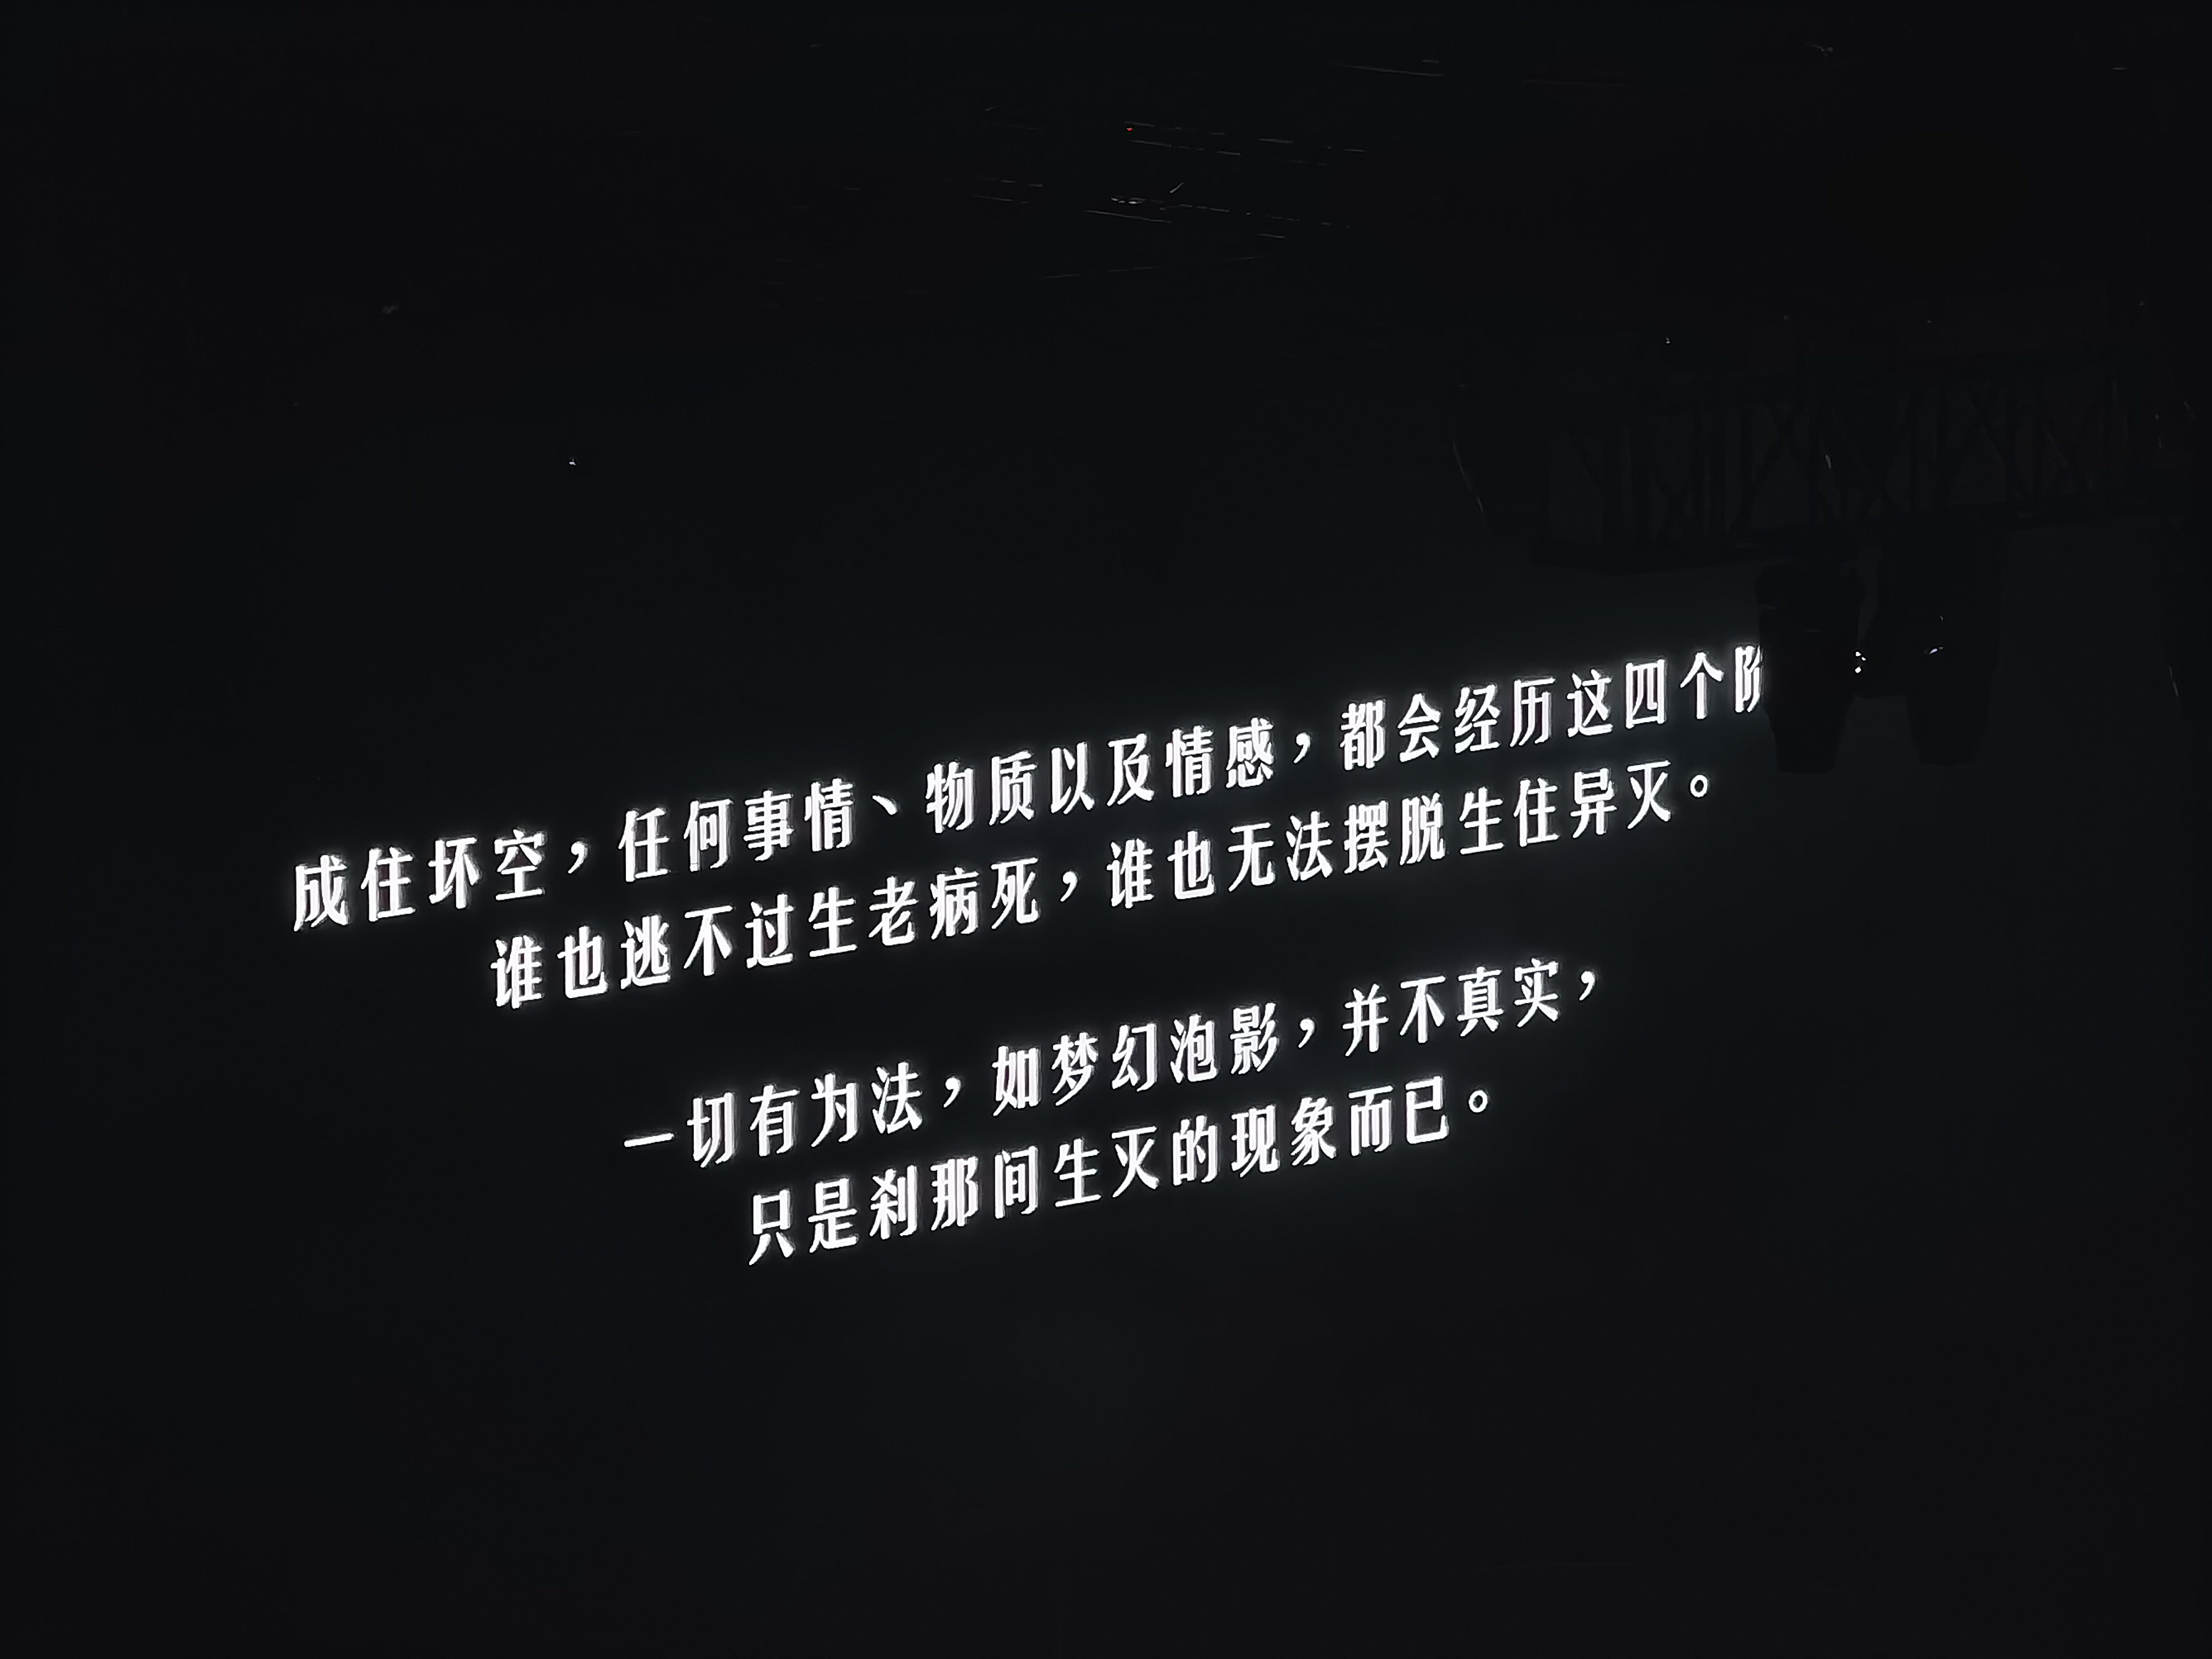 成住坏空，任何事情、物质以及情感，都会经历这四个阶
谁也逃不过生老病死，谁也无法摆脱生住异灭。
一切有为法，如梦幻泡影，并不真实，
只是刹那间生灭的现象而已。